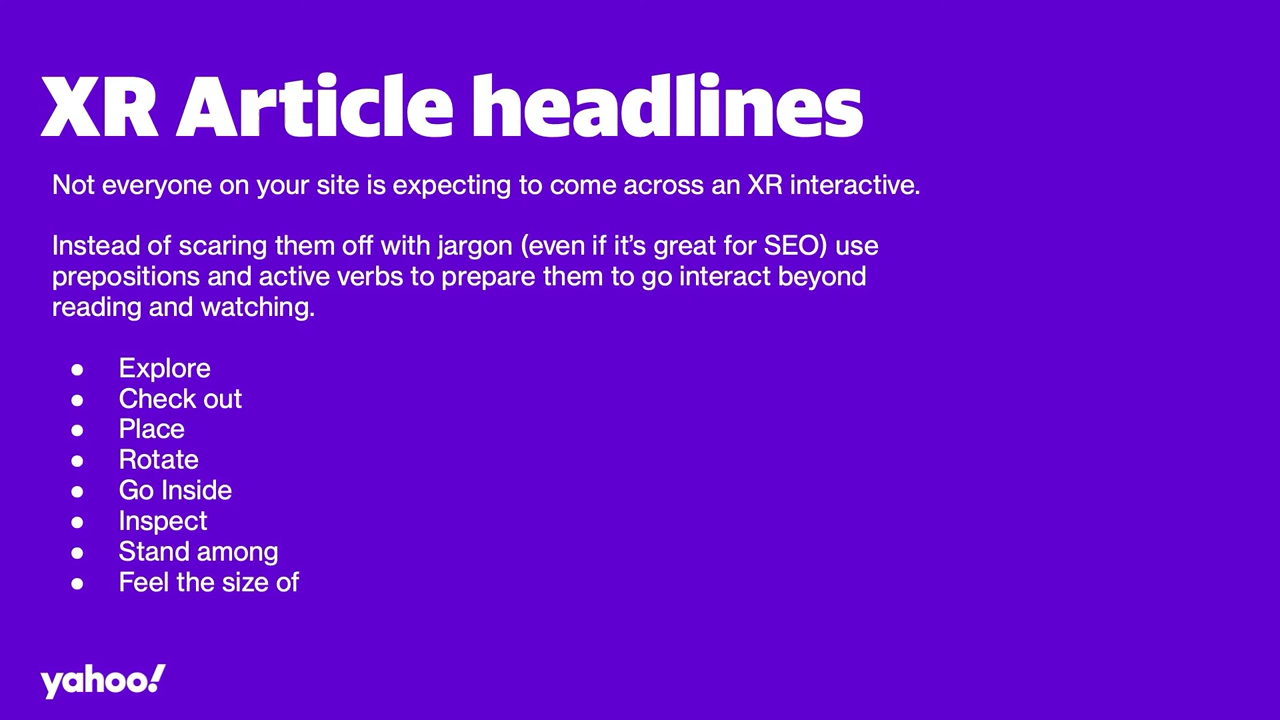 XR Article headlines
Not everyone on your site is expecting to come across an XR interactive.
Instead of scaring them off with jargon (even if it’s great for SEO) use
prepositions and active verbs to prepare them to go interact beyond
reading and watching.
● Explore
● Check out
● Place
● Rotate
● Go Inside
● Inspect
● Stand among
● Feel the size of
yahoo!